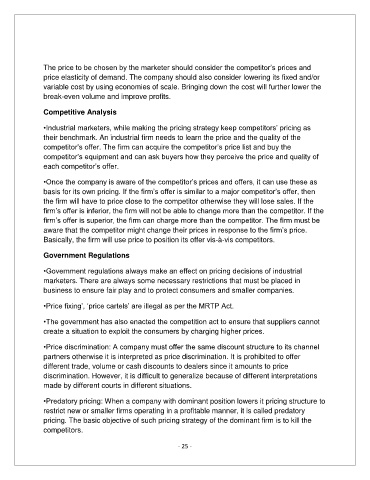 The price to be chosen by the marketer should consider the competitor's prices and
price elasticity of demand. The company should also consider lowering its fixed and/or
variable cost by using economies of scale. Bringing down the cost will further lower the
break-even volume and improve profits.
Competitive Analysis
•Industrial marketers, while making the pricing strategy keep competitors' pricing as
their benchmark. An industrial firm needs to learn the price and the quality of the
competitor's offer. The firm can acquire the competitor's price list and buy the
competitor's equipment and can ask buyers how they perceive the price and quality of
each competitor's offer.
•Once the company is aware of the competitor's prices and offers, it can use these as
basis for its own pricing. If the firm's offer is similar to a major competitor's offer, then
the firm will have to price close to the competitor otherwise they will lose sales. If the
firm's offer is inferior, the firm will not be able to change more than the competitor. If the
firm's offer is superior, the firm can charge more than the competitor. The firm must be
aware that the competitor might change their prices in response to the firm's price.
Basically, the firm will use price to position its offer vis-à-vis competitors.
Government Regulations
•Government regulations always make an effect on pricing decisions of industrial
marketers. There are always some necessary restrictions that must be placed in
business to ensure fair play and to protect consumers and smaller companies.
•Price fixing', 'price cartels' are illegal as per the MRTP Act.
•The government has also enacted the competition act to ensure that suppliers cannot
create a situation to exploit the consumers by charging higher prices.
•Price discrimination: A company must offer the same discount structure to its channel
partners otherwise it is interpreted as price discrimination. It is prohibited to offer
different trade, volume or cash discounts to dealers since it amounts to price
discrimination. However, it is difficult to generalize because of different interpretations
made by different courts in different situations.
•Predatory pricing: When a company with dominant position lowers it pricing structure to
restrict new or smaller firms operating in a profitable manner, it is called predatory
pricing. The basic objective of such pricing strategy of the dominant firm is to kill the
competitors.
- 25 -